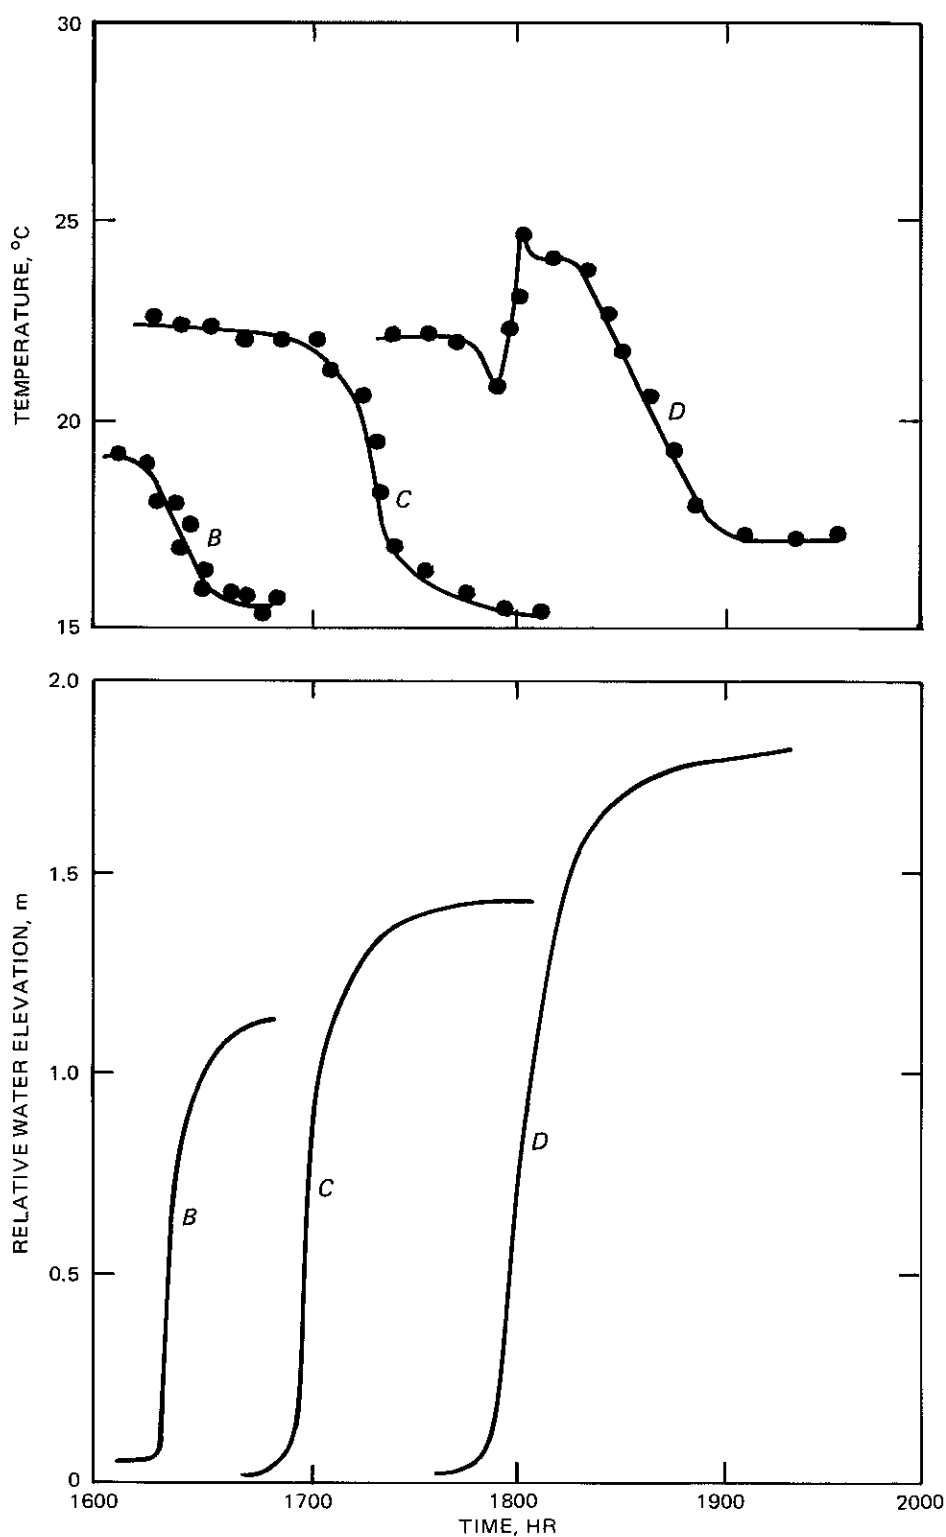 30
25
20
15
TEMPERATURE, °C
B
C
D
2.0
1.5
1.0
0.5
0
RELATIVE WATER ELEVATION, m
B
C
D
1600 1700 1800 1900 2000
TIME, HR